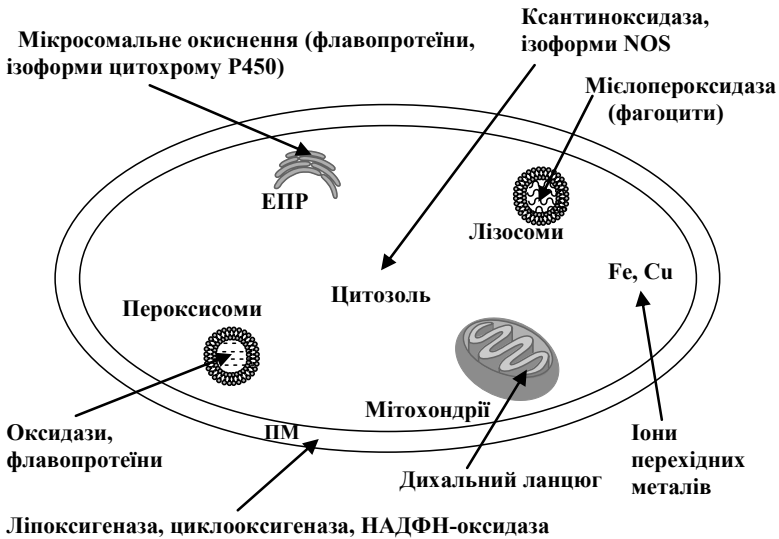 Ксантиноксидаза,
ізоформи NOS
Мікросомальне окиснення (флавопротеїни,
ізоформи цитохрому Р450)
Мієлопероксидаза
(фагоцити)
ЕПР
Лізосоми
Fe, Cu
Цитозоль
Пероксисоми
Мітохондрії
ПМ
Оксидази,
флавопротеїни
Іони
перехідних
металів
Дихальний ланцюг
Ліпоксигеназа, циклооксигеназа, НАДФН-оксидаза